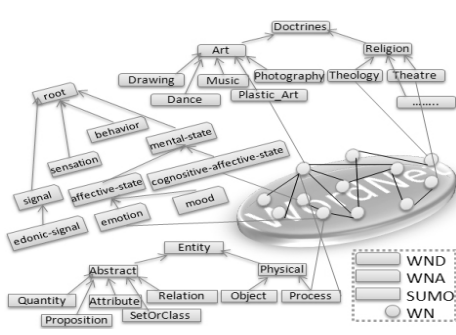 Doctrines
Art
Religion
Drawing
Music
Photography
Theology
Theatre
Dance
Plastic_Art
........
root
behavior
mental-state
sensation
cognositive-affective-state
signal
affective-state
mood
emotion
edonic-signal
WordNet
Entity
Abstract
Physical
Quantity
Attribute
Relation
Object
Process
Proposition
SetOrClass
WND
WNA
SUMO
WN